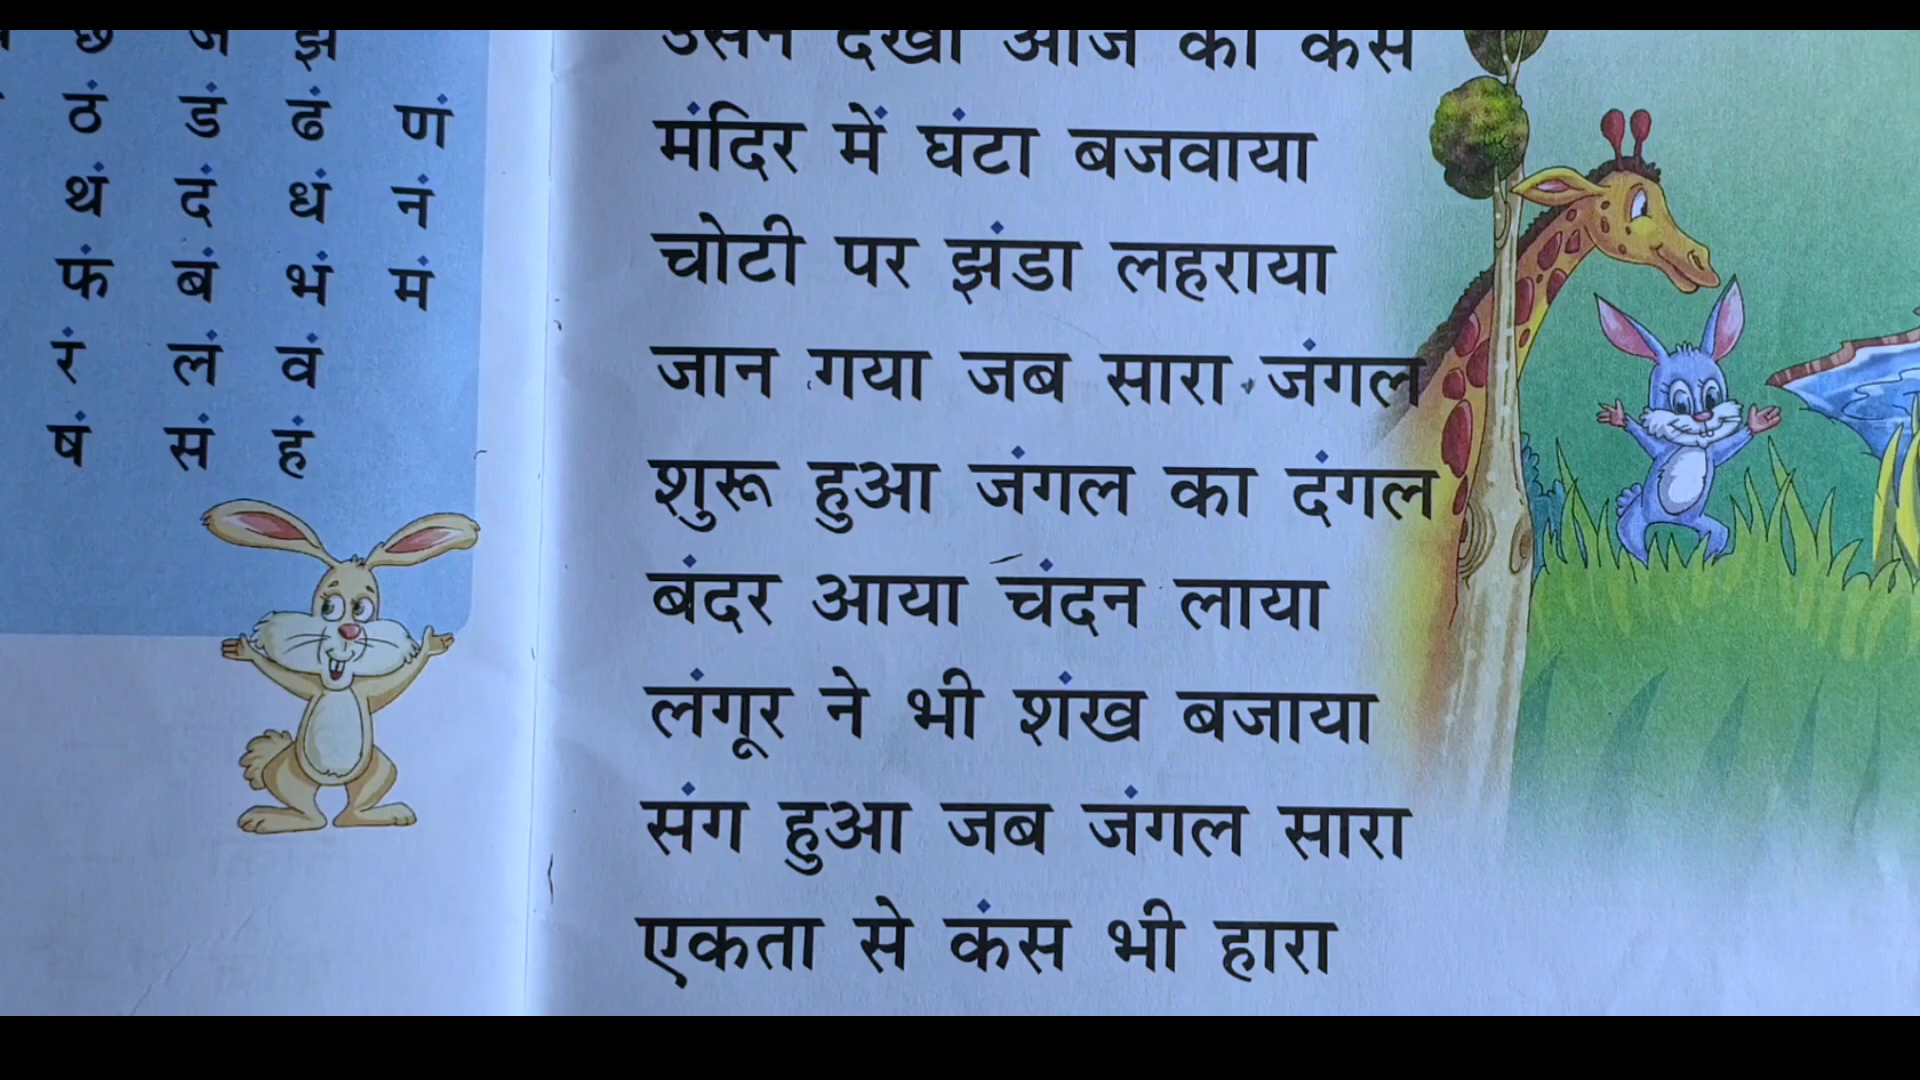 ठं डं ढं णं
थं दं धं नं
फं बं भं मं
रं लं वं
षं सं हं
मंदिर में घंटा बजवाया
चोटी पर झंडा लहराया
जान गया जब सारा जंगल
शुरू हुआ जंगल का दंगल
बंदर आया चंदन लाया
लंगूर ने भी शंख बजाया
संग हुआ जब जंगल सारा
एकता से कंस भी हारा